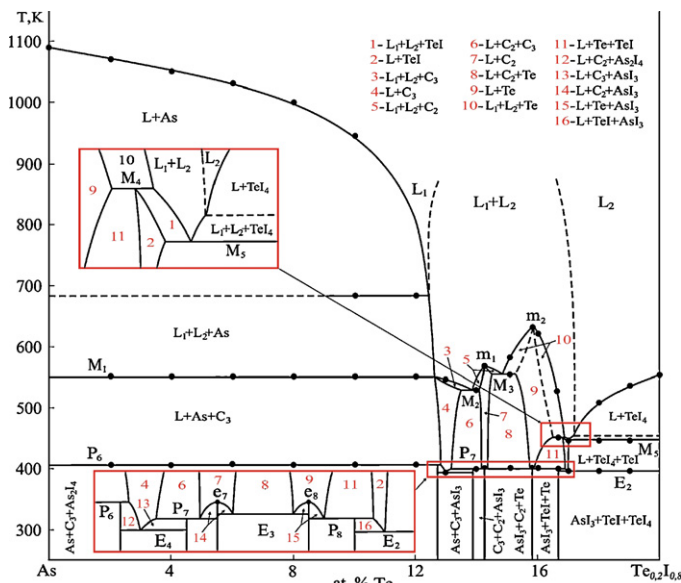 T,K
1100
1000
900
800
700
600
500
400
300
1-L₁+L₂+TeI
2-L+TeI
3-L₁+L₂+C₃
4-L+C₃
5-L₁+L₂+C₂
6-L+C₂+C₃
7-L+C₂
8-L+C₂+Te
9-L+Te
10-L₁+L₂+Te
11-L+Te+TeI
12-L+C₂+As₂I₄
13-L+C₃+AsI₃
14-L+C₂+AsI₃
15-L+Te+AsI₃
16-L+TeI+AsI₃
L+As
10
M₄
L₁+L₂
L₂
9
L+TeI₄
1
11
2
L₁+L₂+TeI₄
M₅
L₁
L₁+L₂
L₂
L₁+L₂+As
m₂
m₁
10
3
5
M₃
M₁
M₂
9
4
6
7
8
L+As+C₃
L+TeI₄
M₅
P₆
P₇
11
L+TeI₄+TeI
E₂
4
6
7
8
9
11
2
e₇
e₈
P₆
13
P₇
12
E₄
14
E₃
15
P₈
16
E₂
As+C₃+As₂I₄
As+C₃+AsI₃
C₃+C₂+AsI₃
AsI₃+C₂+Te
AsI₃+TeI+Te
AsI₃+TeI+TeI₄
As
4
8
12
16
Te₀,₂I₀,₈
at. % Te